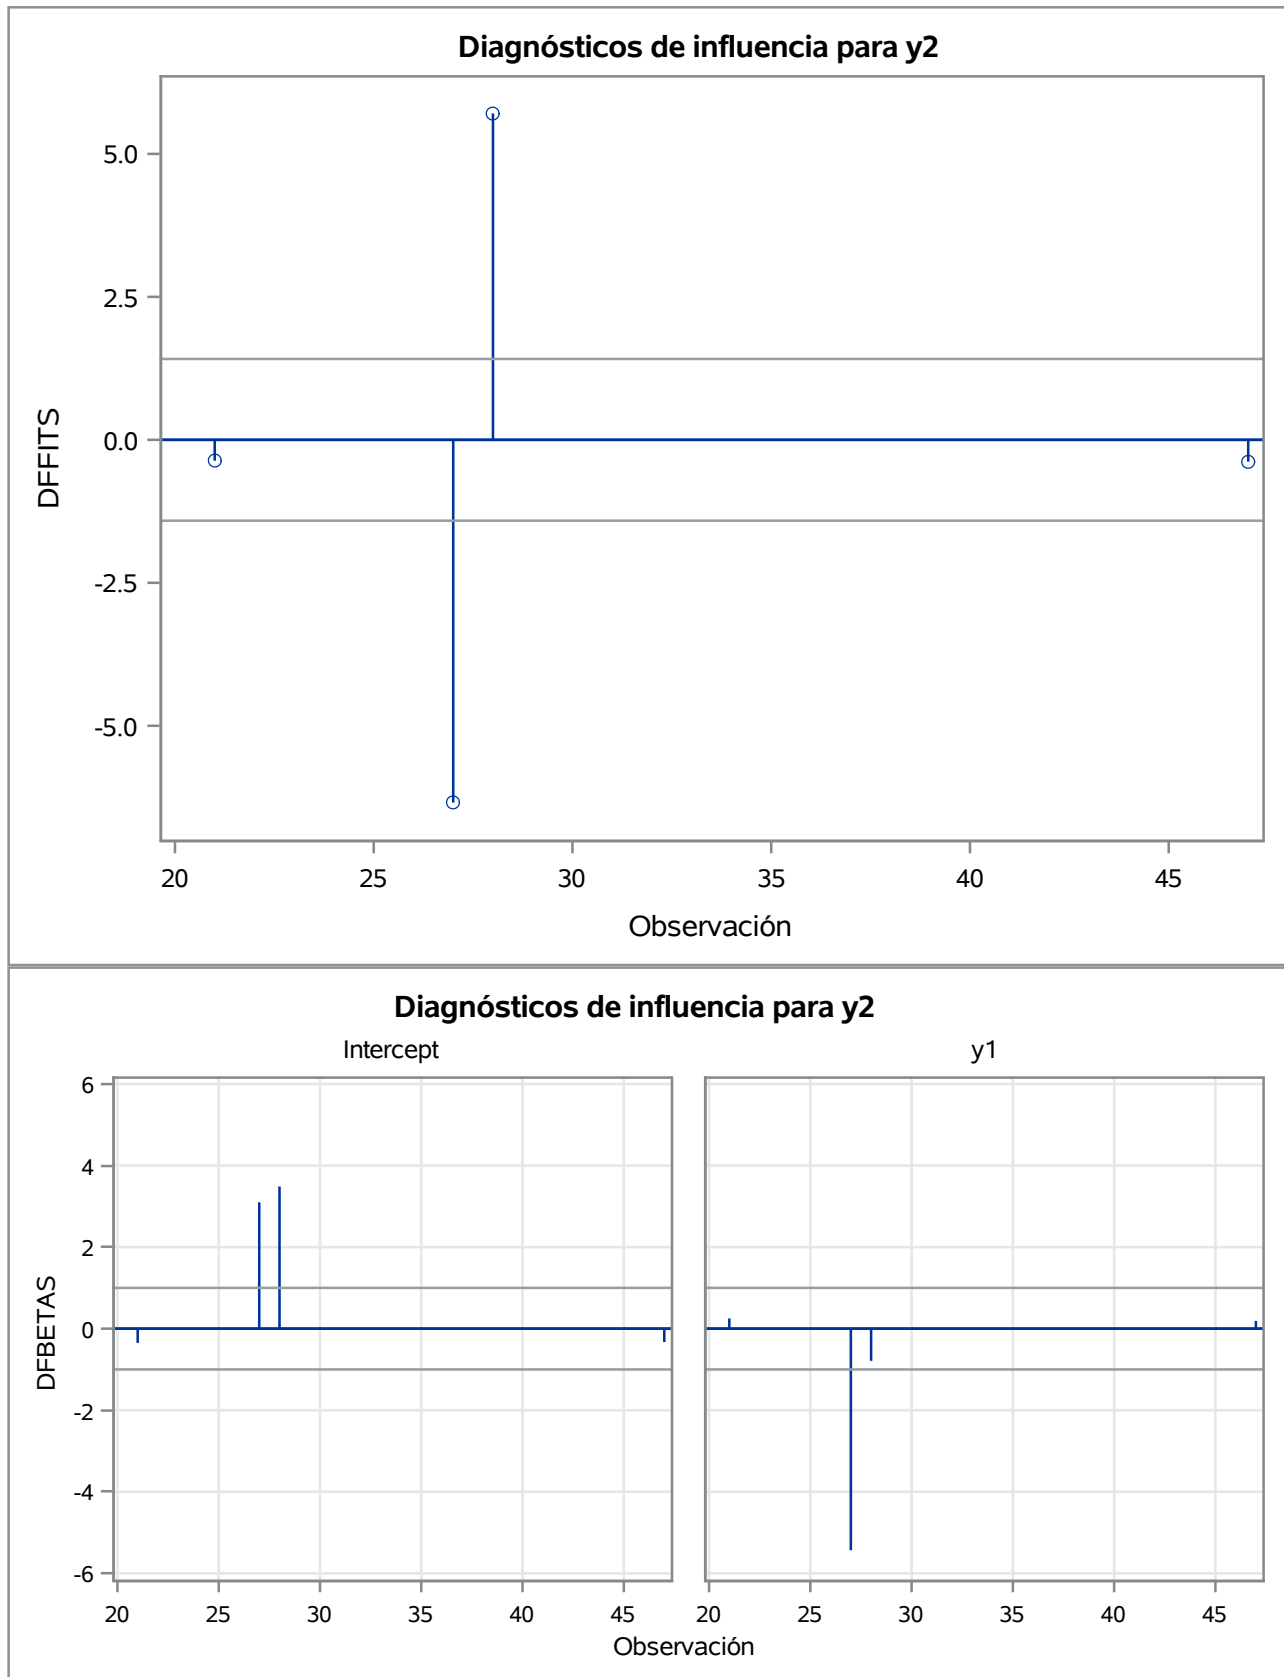 Diagnósticos de influencia para y2
DFFITS
5.0
2.5
0.0
-2.5
-5.0
20 25 30 35 40 45
Observación
Diagnósticos de influencia para y2
Intercept y1
DFBETAS
6
4
2
0
-2
-4
-6
20 25 30 35 40 45 20 25 30 35 40 45
Observación